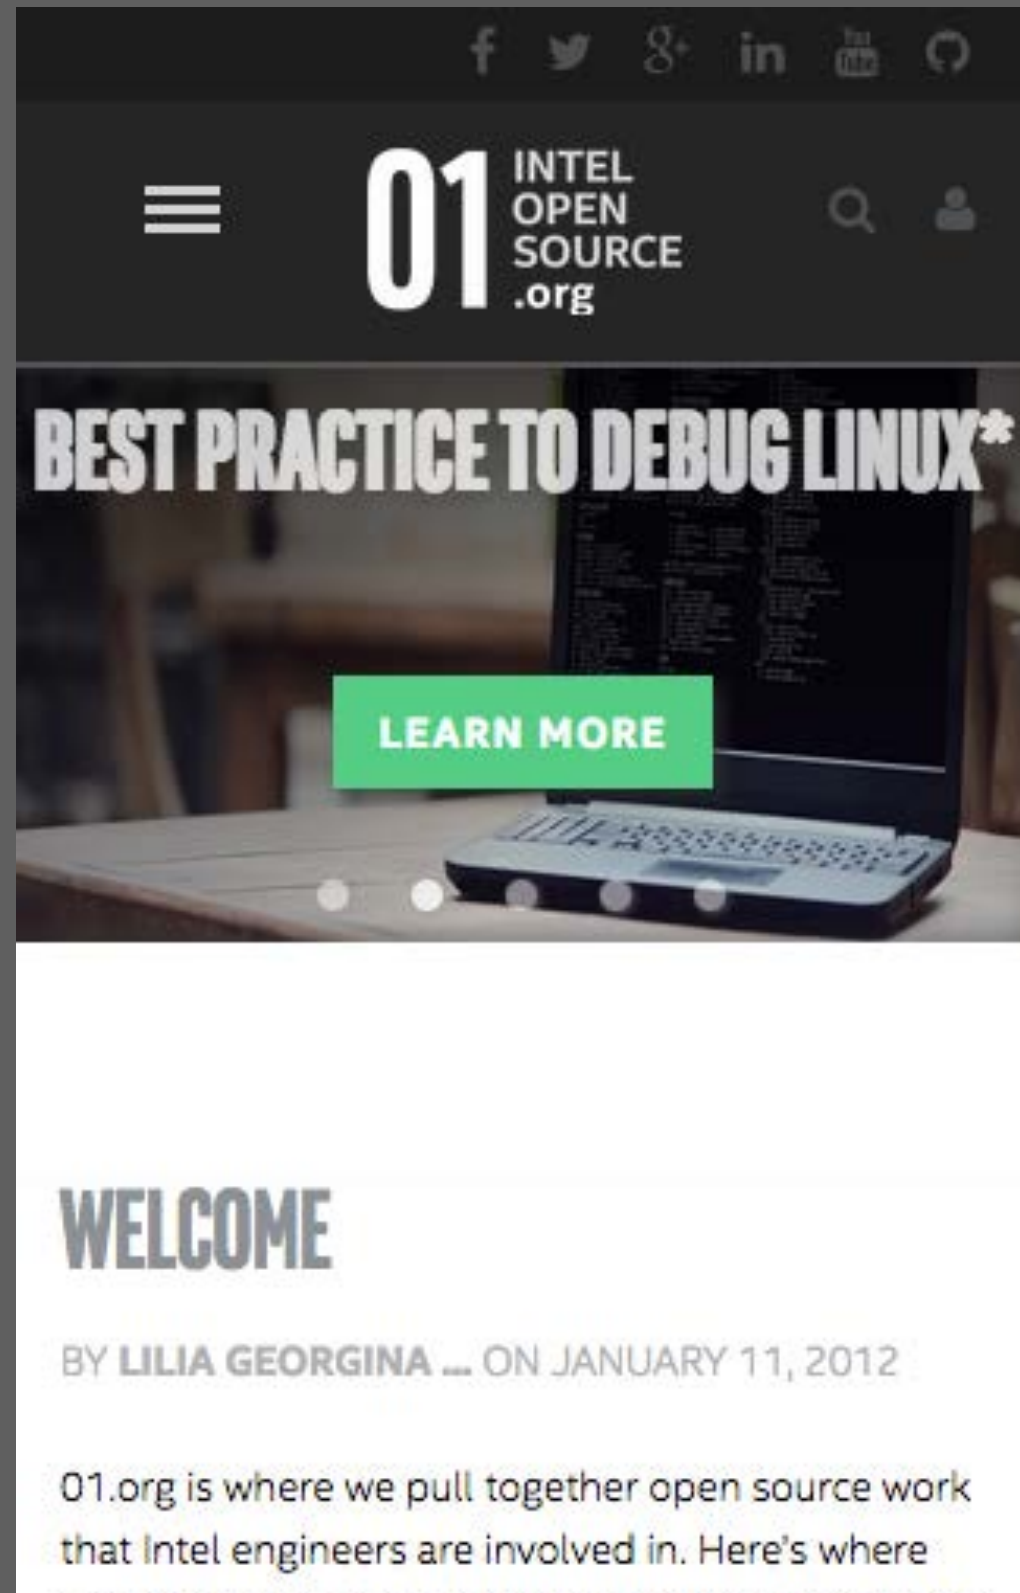 01 INTEL
OPEN
SOURCE
.org
BEST PRACTICE TO DEBUG LINUX*
LEARN MORE
WELCOME
BY LILIA GEORGINA ... ON JANUARY 11, 2012
01.org is where we pull together open source work
that Intel engineers are involved in. Here's where